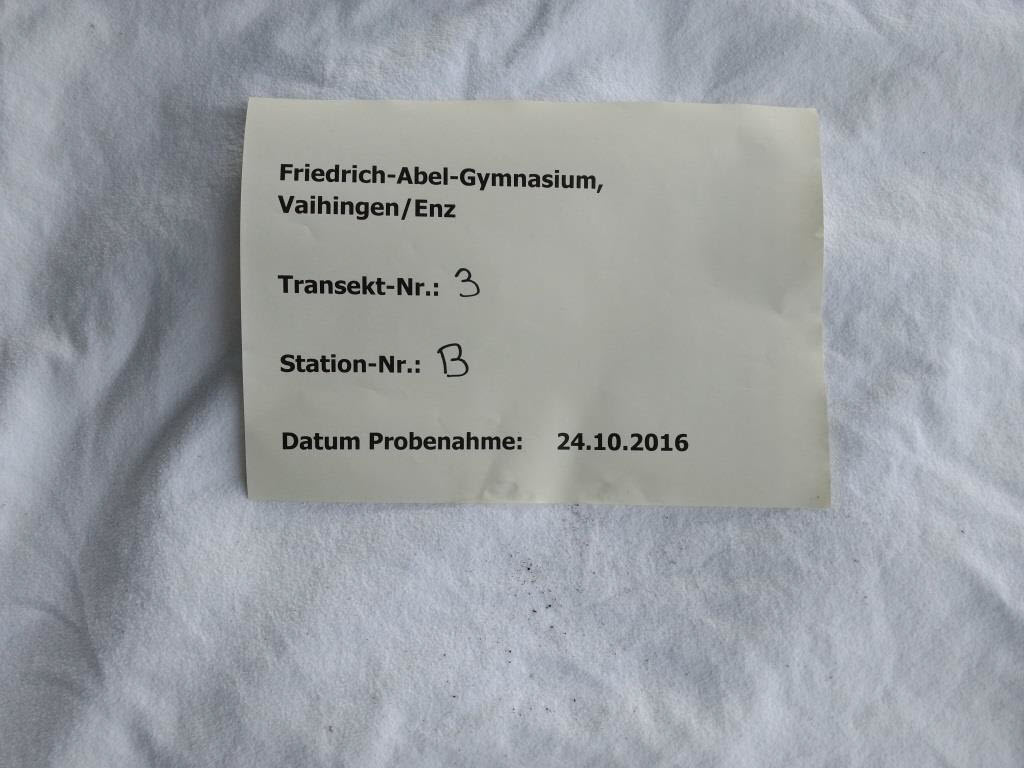 Friedrich-Abel-Gymnasium,
Vaihingen/Enz
Transekt-Nr.: 3
Station-Nr.: B
Datum Probenahme: 24.10.2016